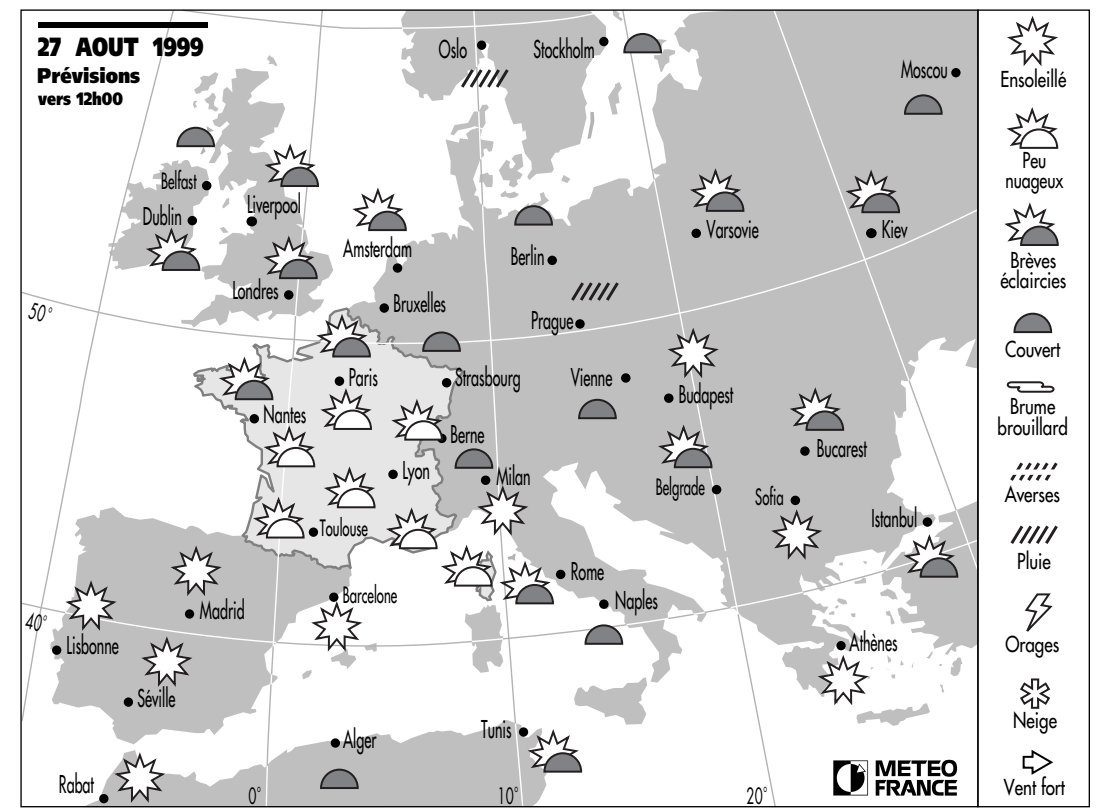 27 AOUT 1999
Prévisions
vers 12h00
Oslo
Stockholm
Moscou
Belfast
Dublin
Liverpool
Londres
Amsterdam
Bruxelles
Berlin
Varsovie
Kiev
Prague
50°
Paris
Strasbourg
Vienne
Budapest
Nantes
Berne
Bucarest
Lyon
Milan
Belgrade
Sofia
Istanbul
Toulouse
Rome
Barcelone
Naples
Madrid
40°
Lisbonne
Athènes
Séville
Tunis
Alger
Rabat
0°
10°
20°
METEO
FRANCE
Ensoleillé
Peu
nuageux
Brèves
éclaircies
Couvert
Brume
brouillard
Averses
Pluie
Orages
Neige
Vent fort